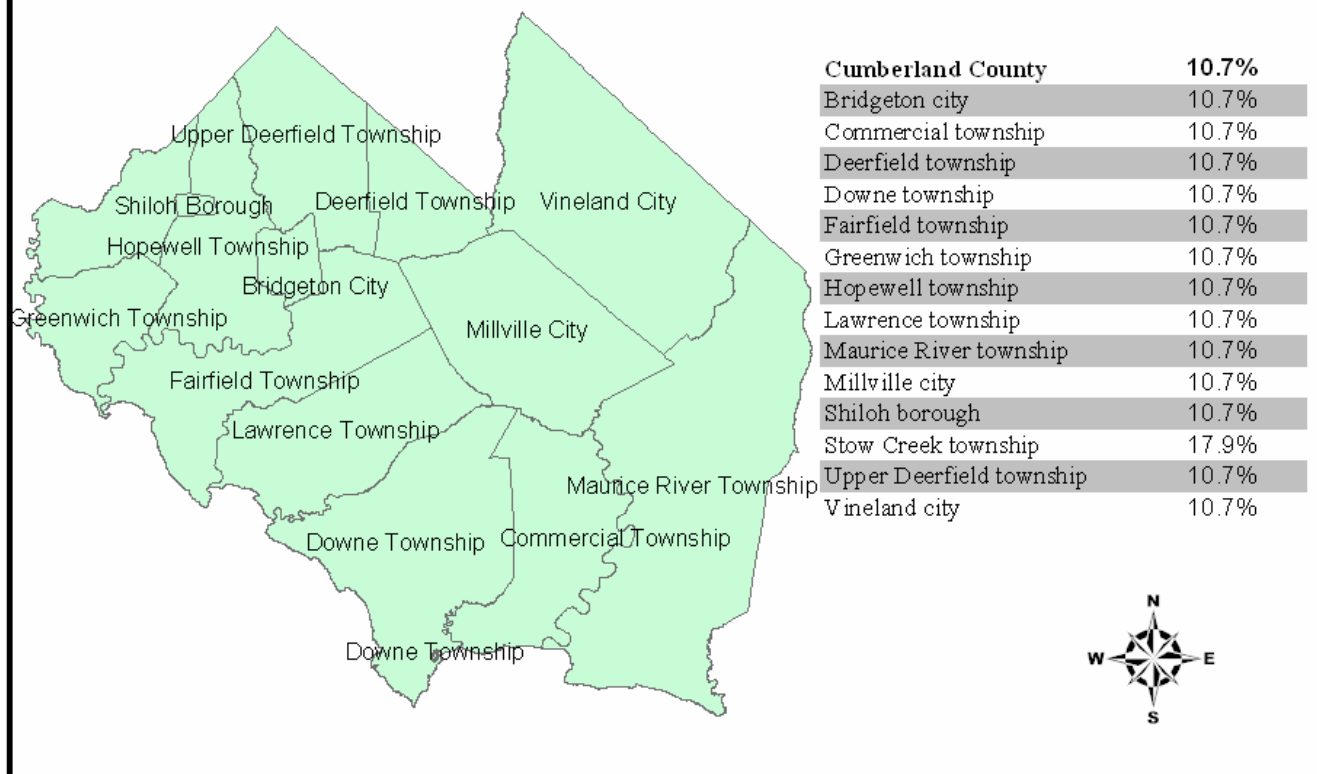 Upper Deerfield Township
Shiloh Borough
Deerfield Township
Vineland City
Hopewell Township
Bridgeton City
Greenwich Township
Millville City
Fairfield Township
Lawrence Township
Maurice River Township
Downe Township
Commercial Township
Downe Township
Cumberland County 10.7%
Bridgeton city 10.7%
Commercial township 10.7%
Deerfield township 10.7%
Downe township 10.7%
Fairfield township 10.7%
Greenwich township 10.7%
Hopewell township 10.7%
Lawrence township 10.7%
Maurice River township 10.7%
Millville city 10.7%
Shiloh borough 10.7%
Stow Creek township 17.9%
Upper Deerfield township 10.7%
Vineland city 10.7%
N
W E
S